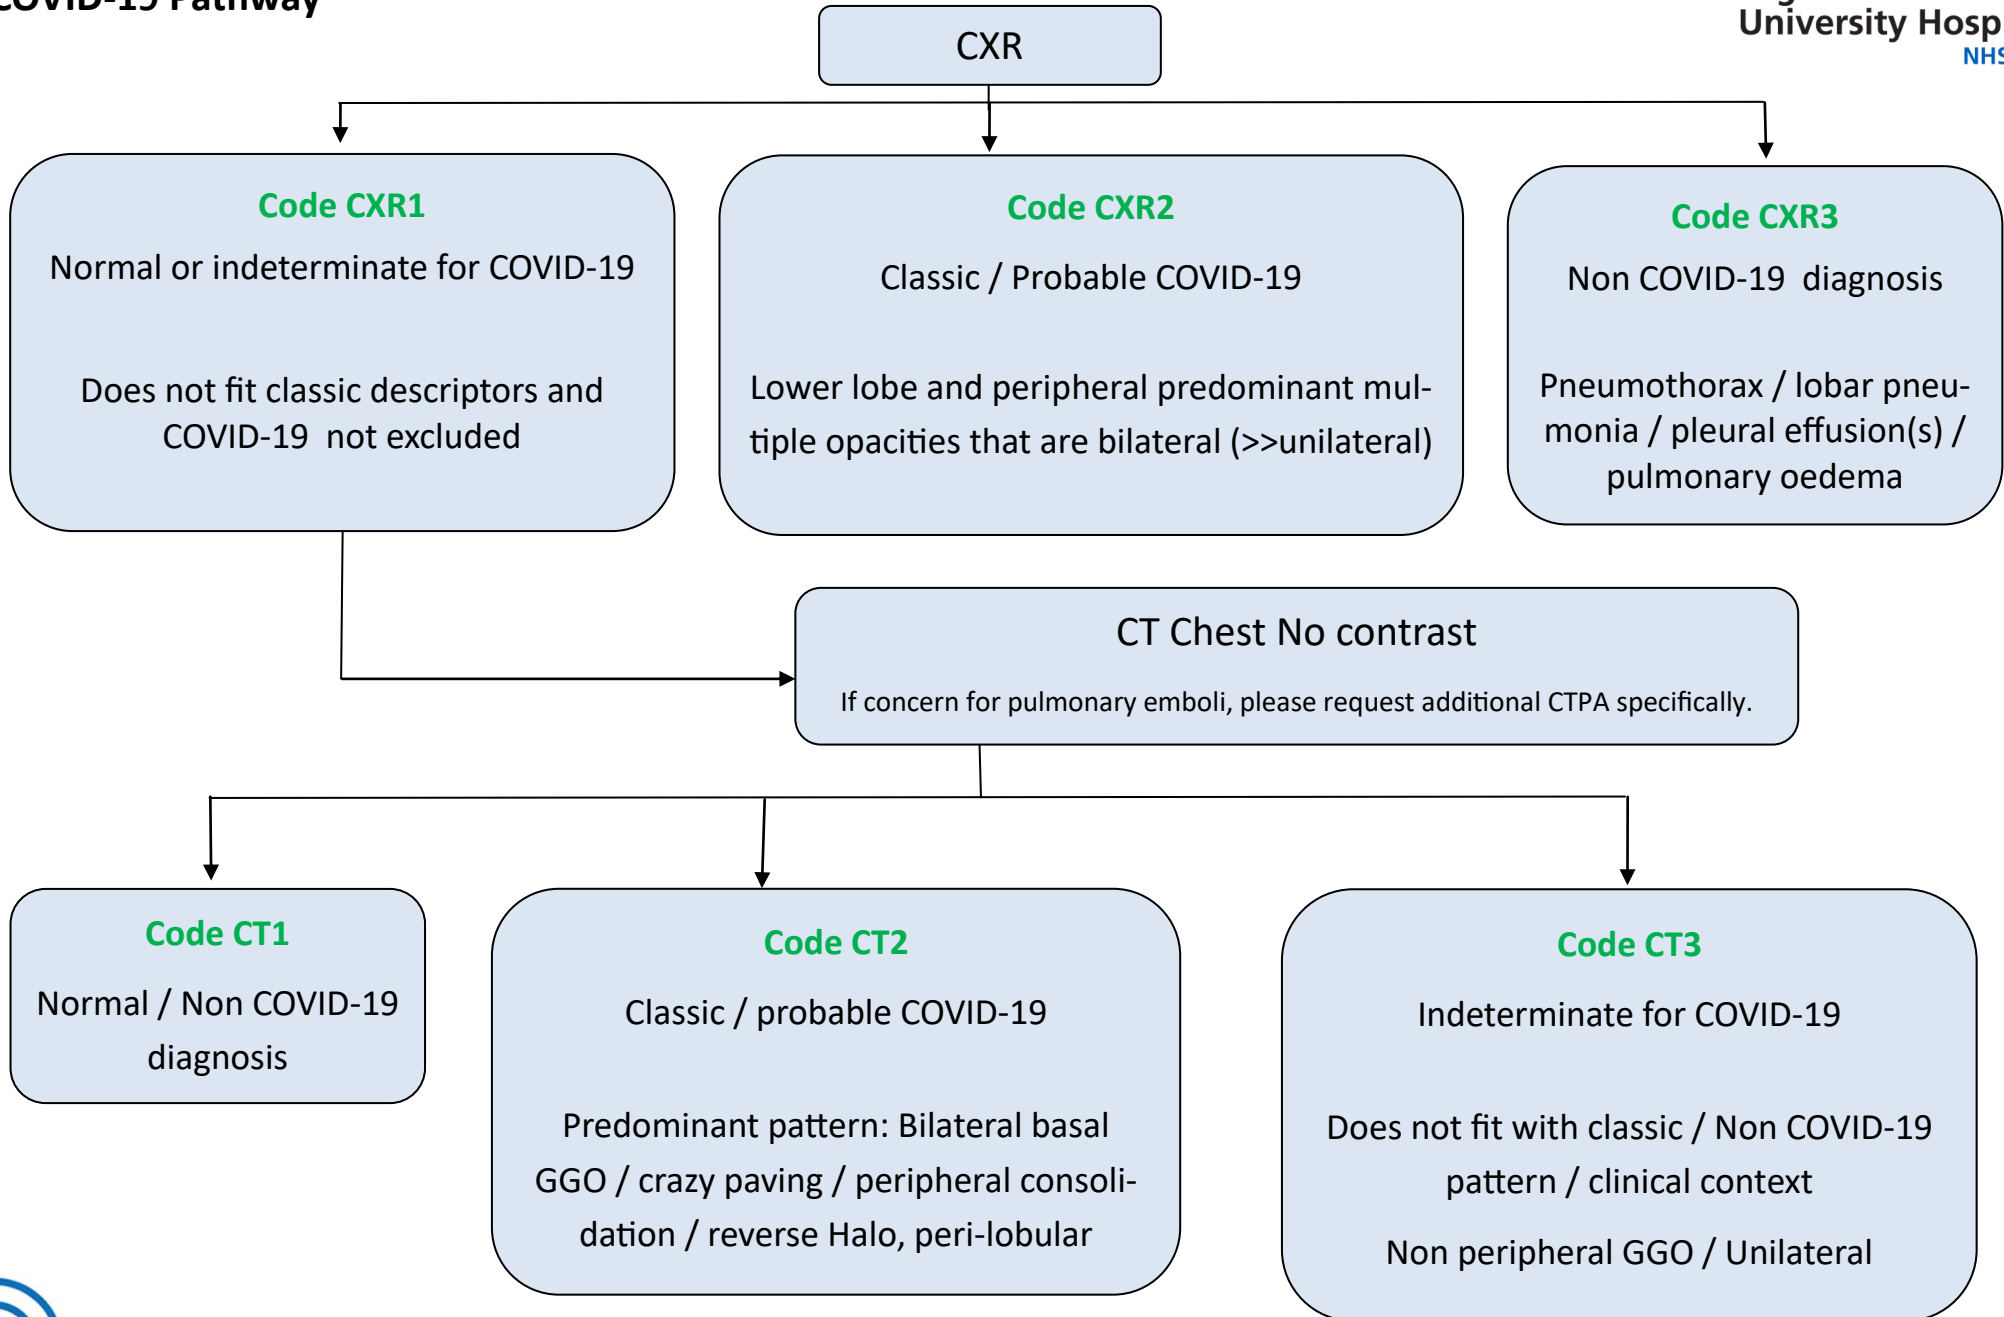 COVID-19 Pathway
University Hosp
NHS
CXR
Code CXR1
Normal or indeterminate for COVID-19
Does not fit classic descriptors and
COVID-19 not excluded
Code CXR2
Classic / Probable COVID-19
Lower lobe and peripheral predominant mul-
tiple opacities that are bilateral (>>unilateral)
Code CXR3
Non COVID-19 diagnosis
Pneumothorax / lobar pneu-
monia / pleural effusion(s) /
pulmonary oedema
CT Chest No contrast
If concern for pulmonary emboli, please request additional CTPA specifically.
Code CT1
Normal / Non COVID-19
diagnosis
Code CT2
Classic / probable COVID-19
Predominant pattern: Bilateral basal
GGO / crazy paving / peripheral consoli-
dation / reverse Halo, peri-lobular
Code CT3
Indeterminate for COVID-19
Does not fit with classic / Non COVID-19
pattern / clinical context
Non peripheral GGO / Unilateral